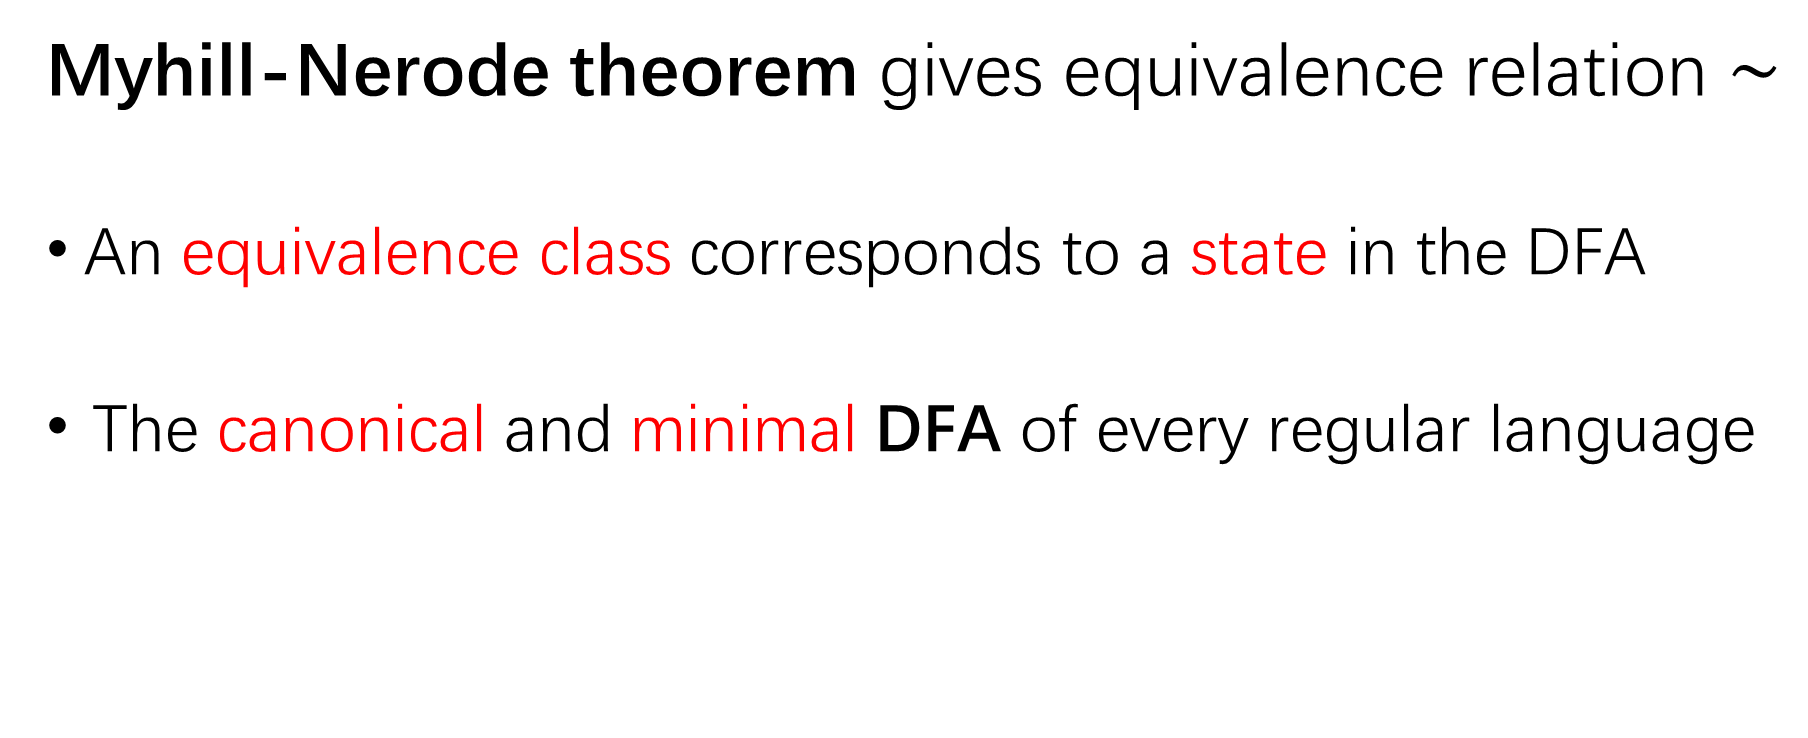 Myhill-Nerode theorem gives equivalence relation ~
• An equivalence class corresponds to a state in the DFA
• The canonical and minimal DFA of every regular language